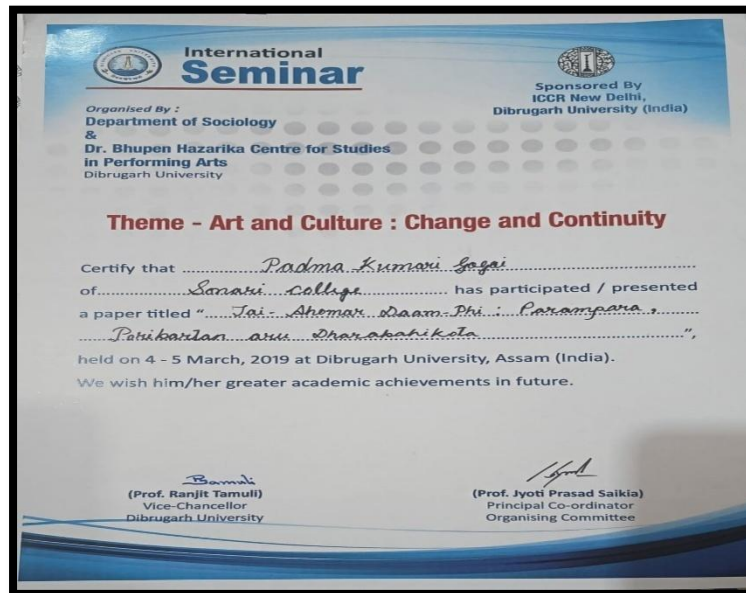 International
Seminar
Organised By :
Department of Sociology
&
Dr. Bhupen Hazarika Centre for Studies
in Performing Arts
Dibrugarh University
Sponsored By
ICCR New Delhi,
Dibrugarh University (India)
Theme - Art and Culture : Change and Continuity
Certify that Padma Kumari Gogoi
of Sonari College has participated / presented
a paper titled “ Tai- Ahomar Daam-Phi : Parampara,
Poribartan aru Dharabahikota ”,
held on 4 - 5 March, 2019 at Dibrugarh University, Assam (India).
We wish him/her greater academic achievements in future.
(Prof. Ranjit Tamuli)
Vice-Chancellor
Dibrugarh University
(Prof. Jyoti Prasad Saikia)
Principal Co-ordinator
Organising Committee